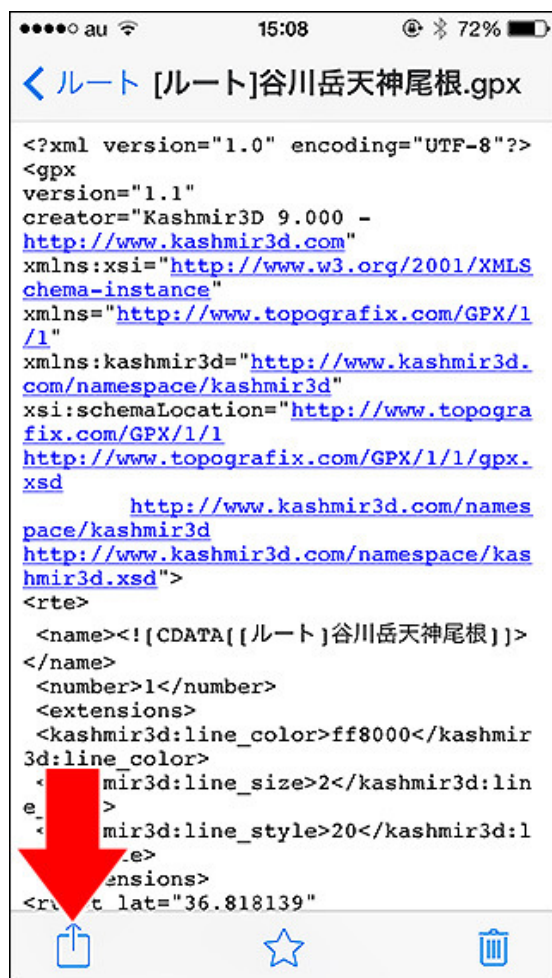 au 15:08 72%
ルート [ルート]谷川岳天神尾根.gpx
<?xml version="1.0" encoding="UTF-8"?>
<gpx
version="1.1"
creator="Kashmir3D 9.000 –
http://www.kashmir3d.com"
xmlns:xsi="http://www.w3.org/2001/XMLS
chema-instance"
xmlns="http://www.topografix.com/GPX/1
/1"
xmlns:kashmir3d="http://www.kashmir3d.
com/namespace/kashmir3d"
xsi:schemaLocation="http://www.topogra
fix.com/GPX/1/1
http://www.topografix.com/GPX/1/1/gpx.
xsd
http://www.kashmir3d.com/names
pace/kashmir3d
http://www.kashmir3d.com/namespace/kas
hmir3d.xsd">
<rte>
<name><![CDATA[[ルート]谷川岳天神尾根]]>
</name>
<number>1</number>
<extensions>
<kashmir3d:line_color>ff8000</kashmir
3d:line_color>
< mir3d:line_size>2</kashmir3d:lin
e_ >
< mir3d:line_style>20</kashmir3d:l
e>
ensions>
lat="36.818139"